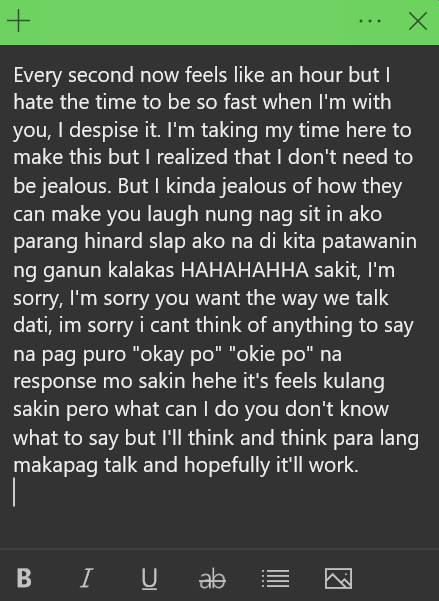 Every second now feels like an hour but I
hate the time to be so fast when I'm with
you, I despise it. I'm taking my time here to
make this but I realized that I don't need to
be jealous. But I kinda jealous of how they
can make you laugh nung nag sit in ako
parang hinard slap ako na di kita patawanin
ng ganun kalakas HAHAHAHHA sakit, I'm
sorry, I'm sorry you want the way we talk
dati, im sorry i cant think of anything to say
na pag puro "okay po" "okie po" na
response mo sakin hehe it's feels kulang
sakin pero what can I do you don't know
what to say but I'll think and think para lang
makapag talk and hopefully it'll work.
B I U ab